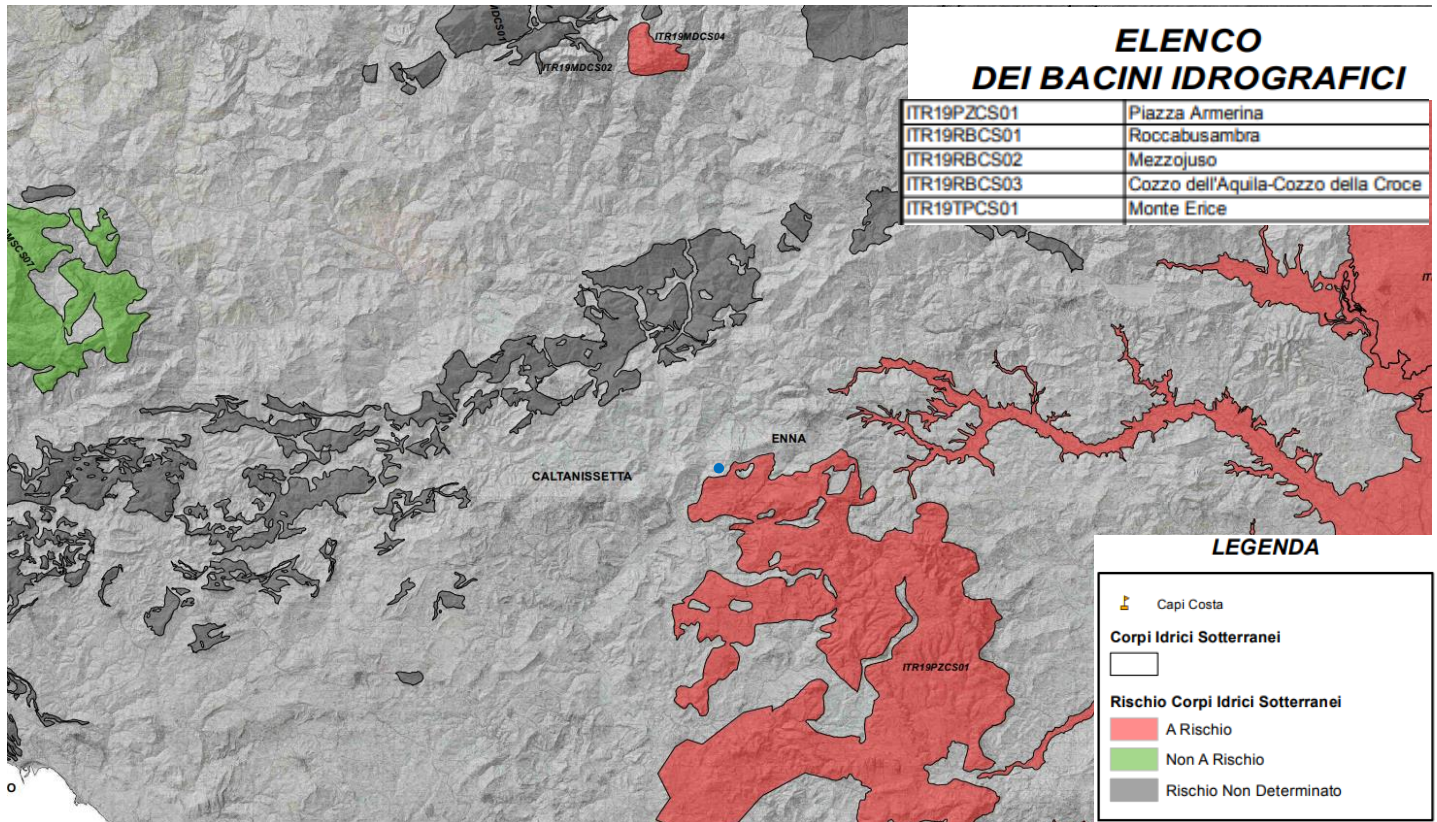 MDCS01
ITR19MDCS04
ITR19MDCS02
ELENCO
DEI BACINI IDROGRAFICI
ITR19PZCS01 Piazza Armerina
ITR19RBCS01 Roccabusambra
ITR19RBCS02 Mezzojuso
ITR19RBCS03 Cozzo dell'Aquila-Cozzo della Croce
ITR19TPCS01 Monte Erice
MSCS07
ENNA
CALTANISSETTA
ITR19PZCS01
LEGENDA
Capi Costa
Corpi Idrici Sotterranei
Rischio Corpi Idrici Sotterranei
A Rischio
Non A Rischio
Rischio Non Determinato
O